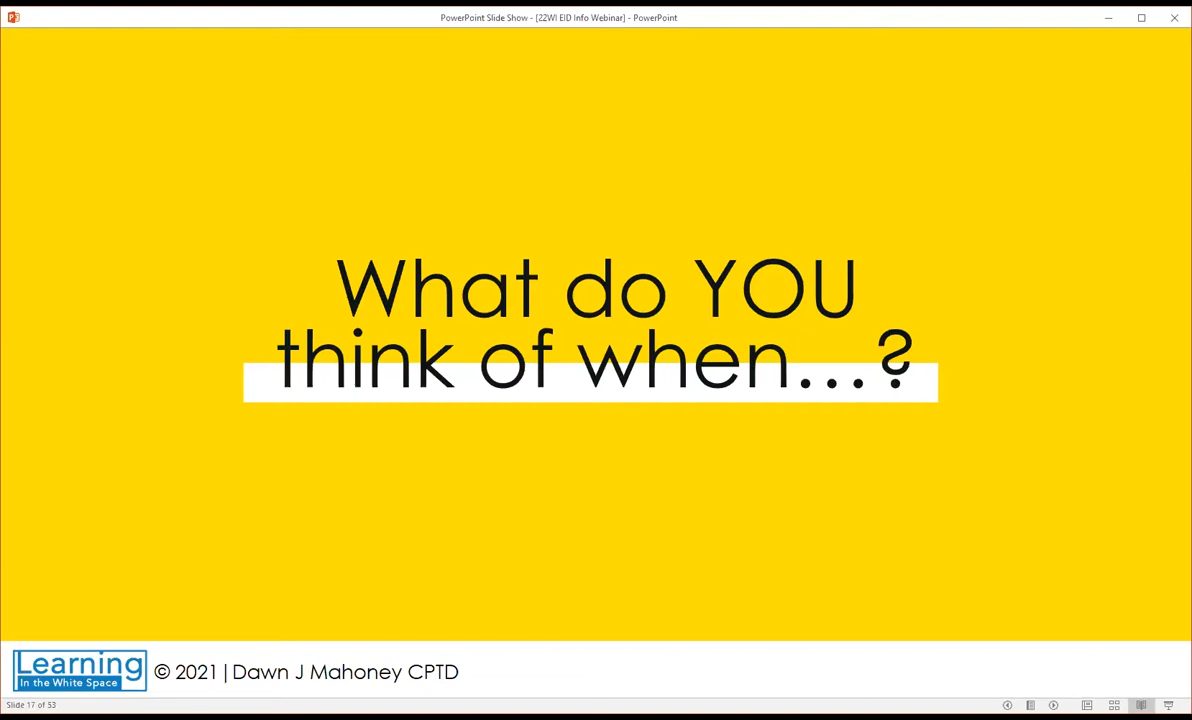 PowerPoint Slide Show - [22WI EID Info Webinar] - PowerPoint
What do YOU
think of when...?
Learning
In the White Space
© 2021 | Dawn J Mahoney CPTD
Slide 17 of 53